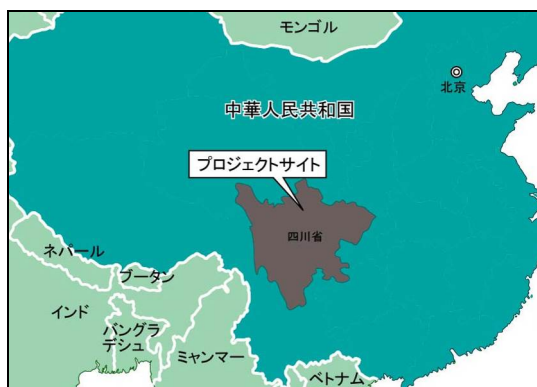 モンゴル
北京
中華人民共和国
プロジェクトサイト
四川省
ネパール
ブータン
インド
バングラ
デシュ
ミャンマー
ベトナム